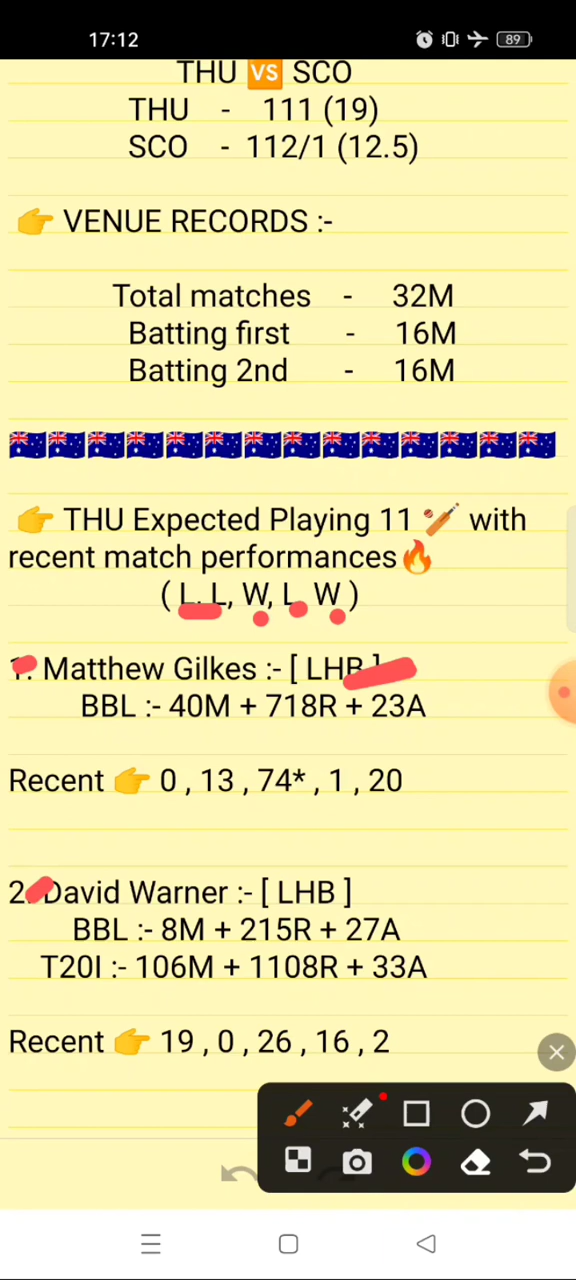 17:12
89
THU 🆚 SCO
THU - 111 (19)
SCO - 112/1 (12.5)
👉 VENUE RECORDS :-
Total matches - 32M
Batting first - 16M
Batting 2nd - 16M
🇦🇺🇦🇺🇦🇺🇦🇺🇦🇺🇦🇺🇦🇺🇦🇺🇦🇺🇦🇺🇦🇺🇦🇺🇦🇺🇦🇺
👉 THU Expected Playing 11 🏏 with
recent match performances🔥
( L, L, W, L, W )
1. Matthew Gilkes :- [ LHB ]
BBL :- 40M + 718R + 23A
Recent 👉 0 , 13 , 74* , 1 , 20
2. David Warner :- [ LHB ]
BBL :- 8M + 215R + 27A
T20I :- 106M + 1108R + 33A
Recent 👉 19 , 0 , 26 , 16 , 2